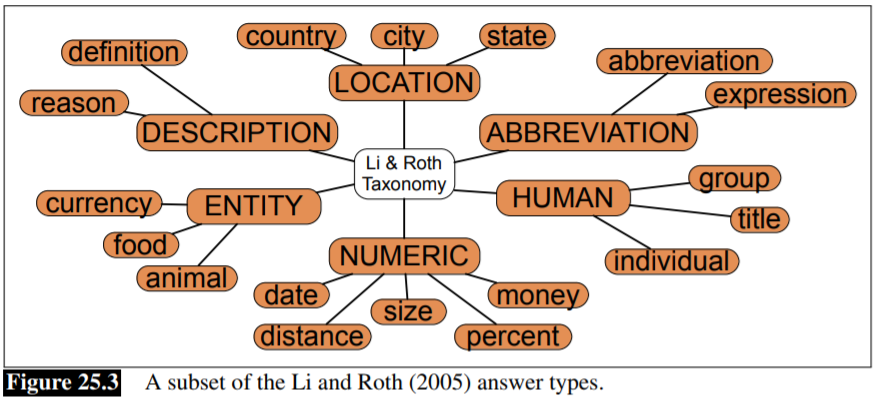 country
city
state
definition
abbreviation
LOCATION
reason
expression
DESCRIPTION
ABBREVIATION
Li & Roth
Taxonomy
group
currency
ENTITY
HUMAN
title
food
NUMERIC
individual
animal
date
money
size
distance
percent
Figure 25.3 A subset of the Li and Roth (2005) answer types.